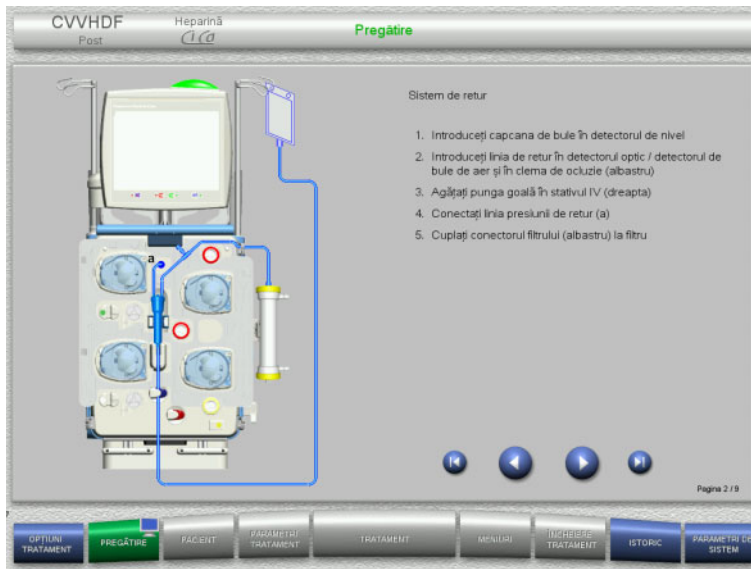 CVVHDF
Post
Heparină
CiCa
Pregătire
Sistem de retur
1. Introduceți capcana de bule în detectorul de nivel
2. Introduceți linia de retur în detectorul optic / detectorul de
bule de aer și în clema de ocluzie (albastru)
3. Agățați punga goală în stativul IV (dreapta)
4. Conectați linia presiunii de retur (a)
5. Cuplați conectorul filtrului (albastru) la filtru
a
Pagina 2 / 9
OPȚIUNI
TRATAMENT
PREGĂTIRE
PACIENT
PARAMETRI
TRATAMENT
TRATAMENT
MENIURI
ÎNCHEIERE
TRATAMENT
ISTORIC
PARAMETRI DE
SISTEM